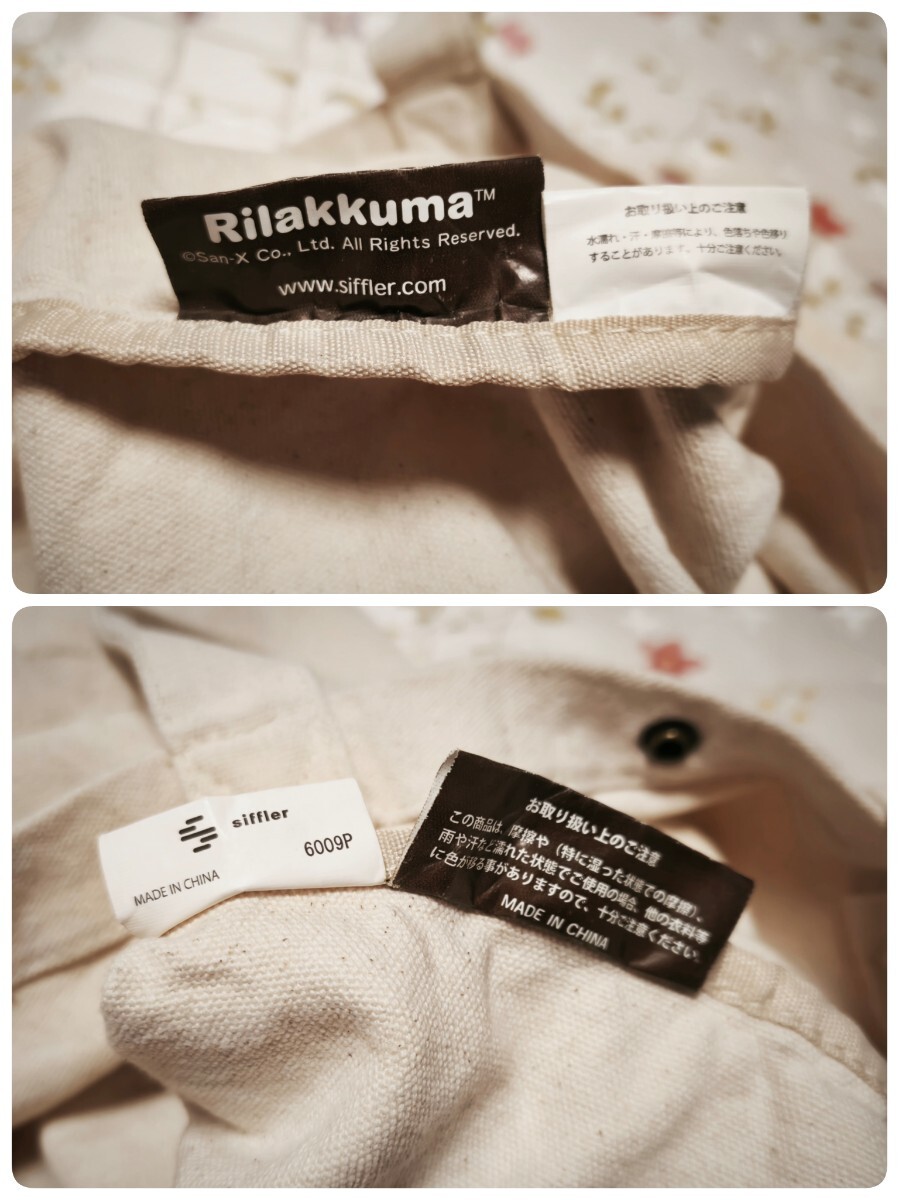 Rilakkuma™
©San-X Co., Ltd. All Rights Reserved.
www.siffler.com
お取り扱い上のご注意
水濡れ・汗・摩擦等により、色落ちや色移り
することがあります。十分ご注意ください。
siffler
6009P
MADE IN CHINA
お取り扱い上のご注意
この商品は、摩擦や（特に湿った状態での摩擦）、
雨や汗など濡れた状態でご使用の場合、他の衣料等
に色が移る事がありますので、十分ご注意ください。
MADE IN CHINA